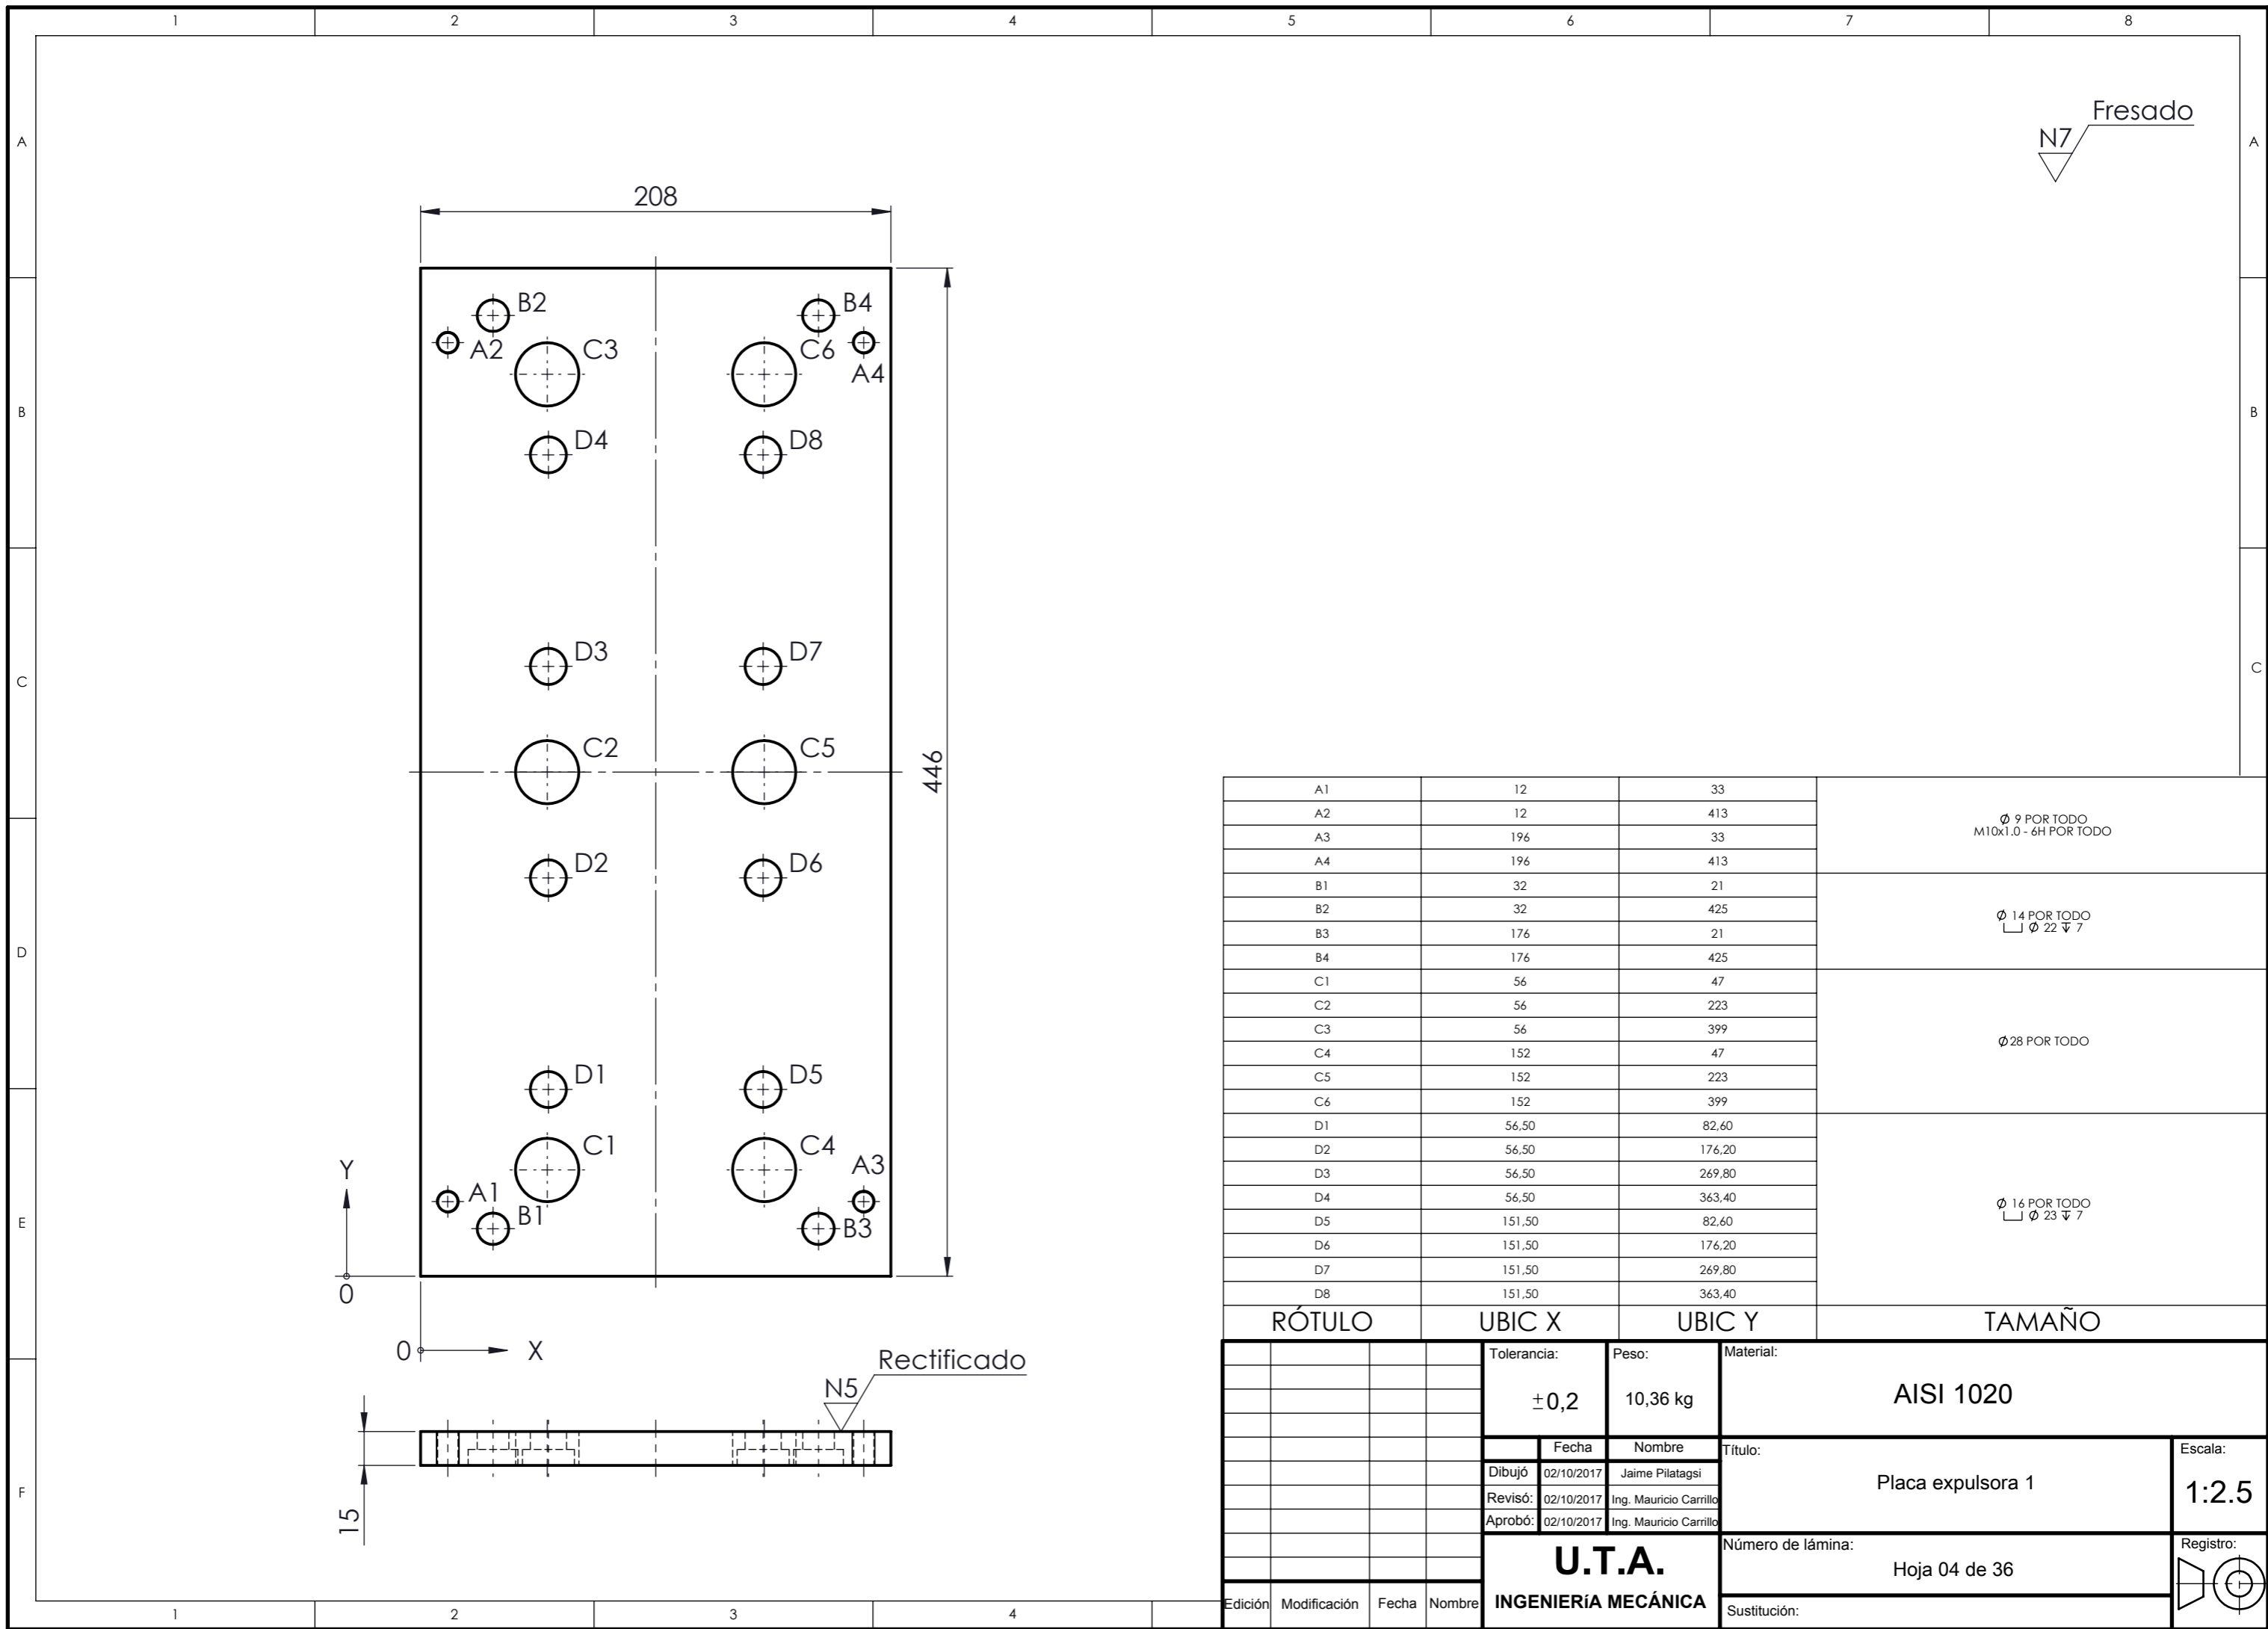 1 2 3 4 5 6 7 8
A
B
C
D
E
F
A
B
C
Fresado
N7
208
B2
B4
A2
C3
C6
A4
D4
D8
D3
D7
C2
C5
446
D2
D6
D1
D5
C1
C4
A3
Y
A1
B1
B3
0
0
X
Rectificado
N5
15
A1 12 33
A2 12 413
A3 196 33
A4 196 413
Ø 9 POR TODO
M10x1.0 - 6H POR TODO
B1 32 21
B2 32 425
B3 176 21
B4 176 425
Ø 14 POR TODO
⌴ Ø 22 ↧ 7
C1 56 47
C2 56 223
C3 56 399
C4 152 47
C5 152 223
C6 152 399
Ø 28 POR TODO
D1 56,50 82,60
D2 56,50 176,20
D3 56,50 269,80
D4 56,50 363,40
D5 151,50 82,60
D6 151,50 176,20
D7 151,50 269,80
D8 151,50 363,40
Ø 16 POR TODO
⌴ Ø 23 ↧ 7
RÓTULO UBIC X UBIC Y TAMAÑO
Tolerancia:
±0,2
Peso:
10,36 kg
Material:
AISI 1020
Fecha Nombre
Dibujó 02/10/2017 Jaime Pilatagsi
Revisó: 02/10/2017 Ing. Mauricio Carrillo
Aprobó: 02/10/2017 Ing. Mauricio Carrillo
Título:
Placa expulsora 1
Escala:
1:2.5
U.T.A.
INGENIERíA MECÁNICA
Número de lámina:
Hoja 04 de 36
Registro:
Sustitución:
Edición Modificación Fecha Nombre
1 2 3 4